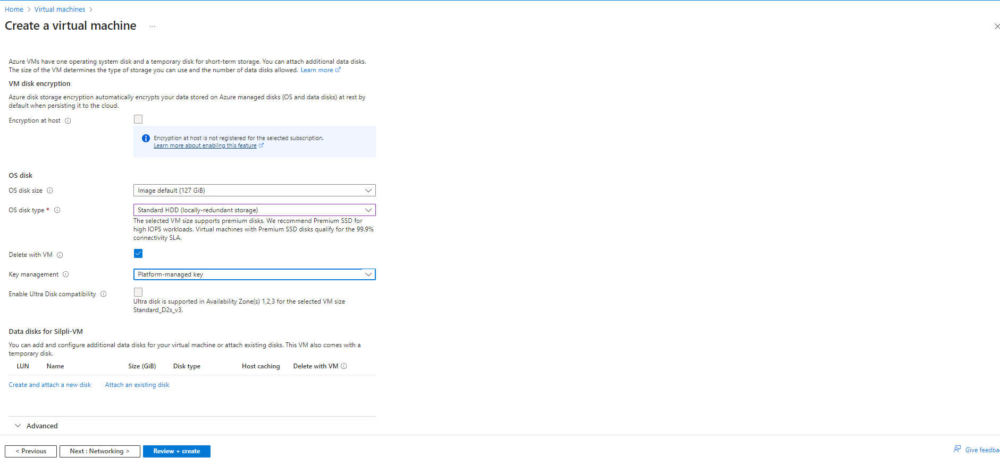 Home > Virtual machines >
Create a virtual machine ...
Azure VMs have one operating system disk and a temporary disk for short-term storage. You can attach additional data disks.
The size of the VM determines the type of storage you can use and the number of data disks allowed. Learn more
VM disk encryption
Azure disk storage encryption automatically encrypts your data stored on Azure managed disks (OS and data disks) at rest by
default when persisting it to the cloud.
Encryption at host
Encryption at host is not registered for the selected subscription.
Learn more about enabling this feature
OS disk
OS disk size
Image default (127 GiB)
OS disk type *
Standard HDD (locally-redundant storage)
The selected VM size supports premium disks. We recommend Premium SSD for
high IOPS workloads. Virtual machines with Premium SSD disks qualify for the 99.9%
connectivity SLA.
Delete with VM
Key management
Platform-managed key
Enable Ultra Disk compatibility
Ultra disk is supported in Availability Zone(s) 1,2,3 for the selected VM size
Standard_D2s_v3.
Data disks for Silpli-VM
You can add and configure additional data disks for your virtual machine or attach existing disks. This VM also comes with a
temporary disk.
LUN Name Size (GiB) Disk type Host caching Delete with VM
Create and attach a new disk Attach an existing disk
Advanced
< Previous Next : Networking > Review + create
Give feedba